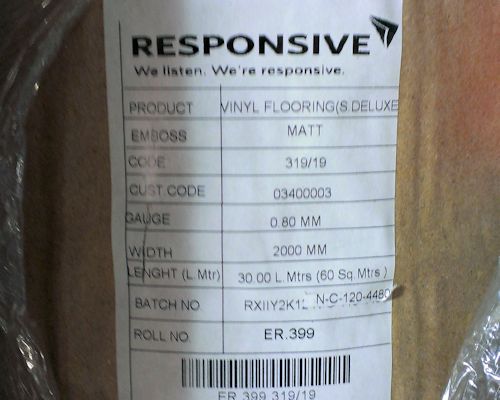 RESPONSIVE
We listen. We're responsive.
PRODUCT VINYL FLOORING(S.DELUXE
EMBOSS MATT
CODE 319/19
CUST.CODE 03400003
GAUGE 0.80 MM
WIDTH 2000 MM
LENGHT (L.Mtr) 30.00 L.Mtrs (60 Sq.Mtrs )
BATCH NO. N-C-120-4480
ROLL NO. ER.399
ER.399 319/19